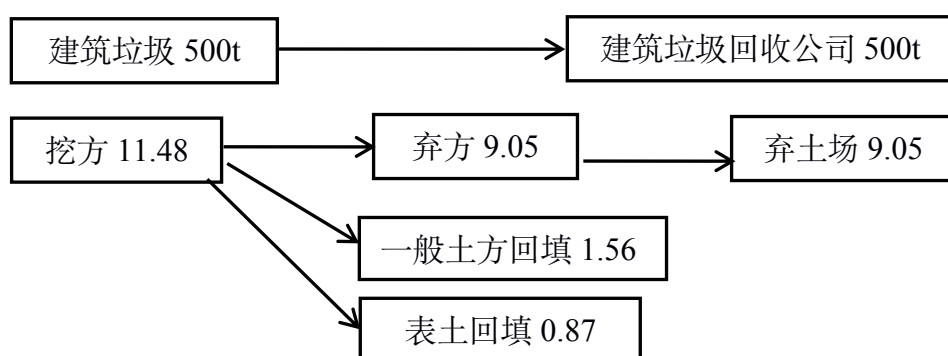 建筑垃圾 500t
建筑垃圾回收公司 500t
挖方 11.48
弃方 9.05
弃土场 9.05
一般土方回填 1.56
表土回填 0.87